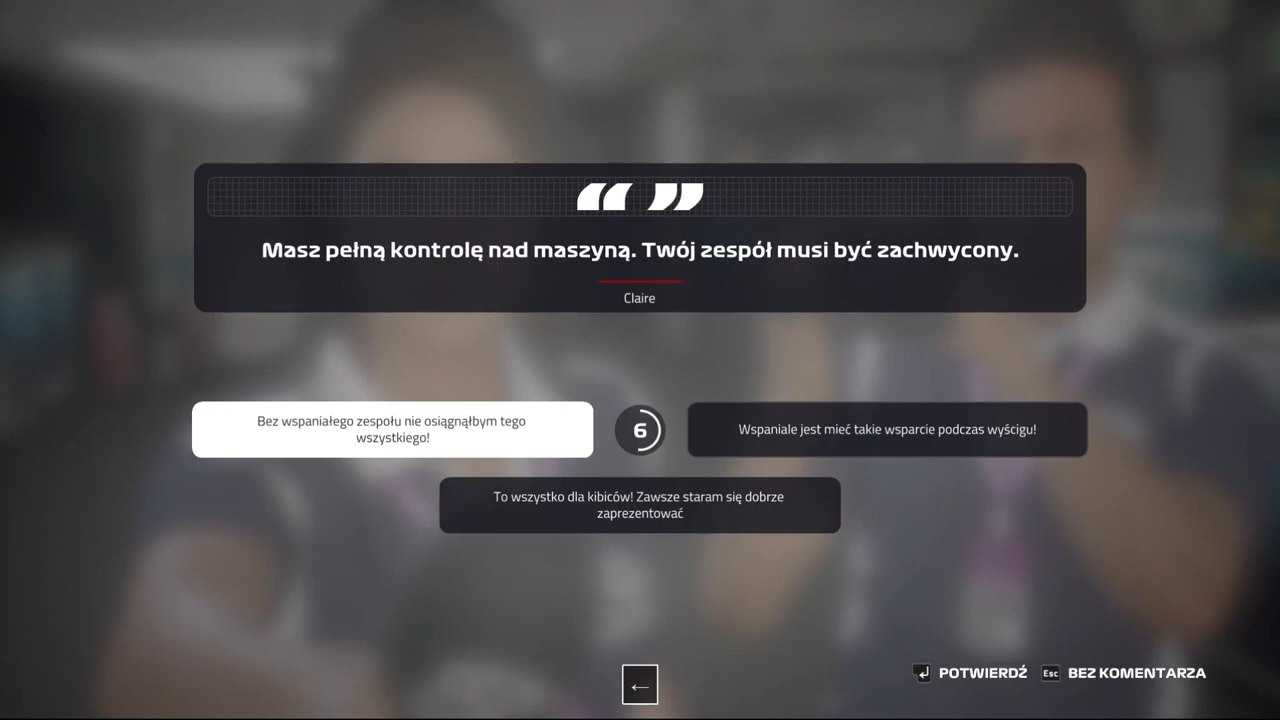 “ ”
Masz pełną kontrolę nad maszyną. Twój zespół musi być zachwycony.
Claire
Bez wspaniałego zespołu nie osiągnąłbym tego
wszystkiego!
6
Wspaniale jest mieć takie wsparcie podczas wyścigu!
To wszystko dla kibiców! Zawsze staram się dobrze
zaprezentować
←
↵ POTWIERDŹ Esc BEZ KOMENTARZA